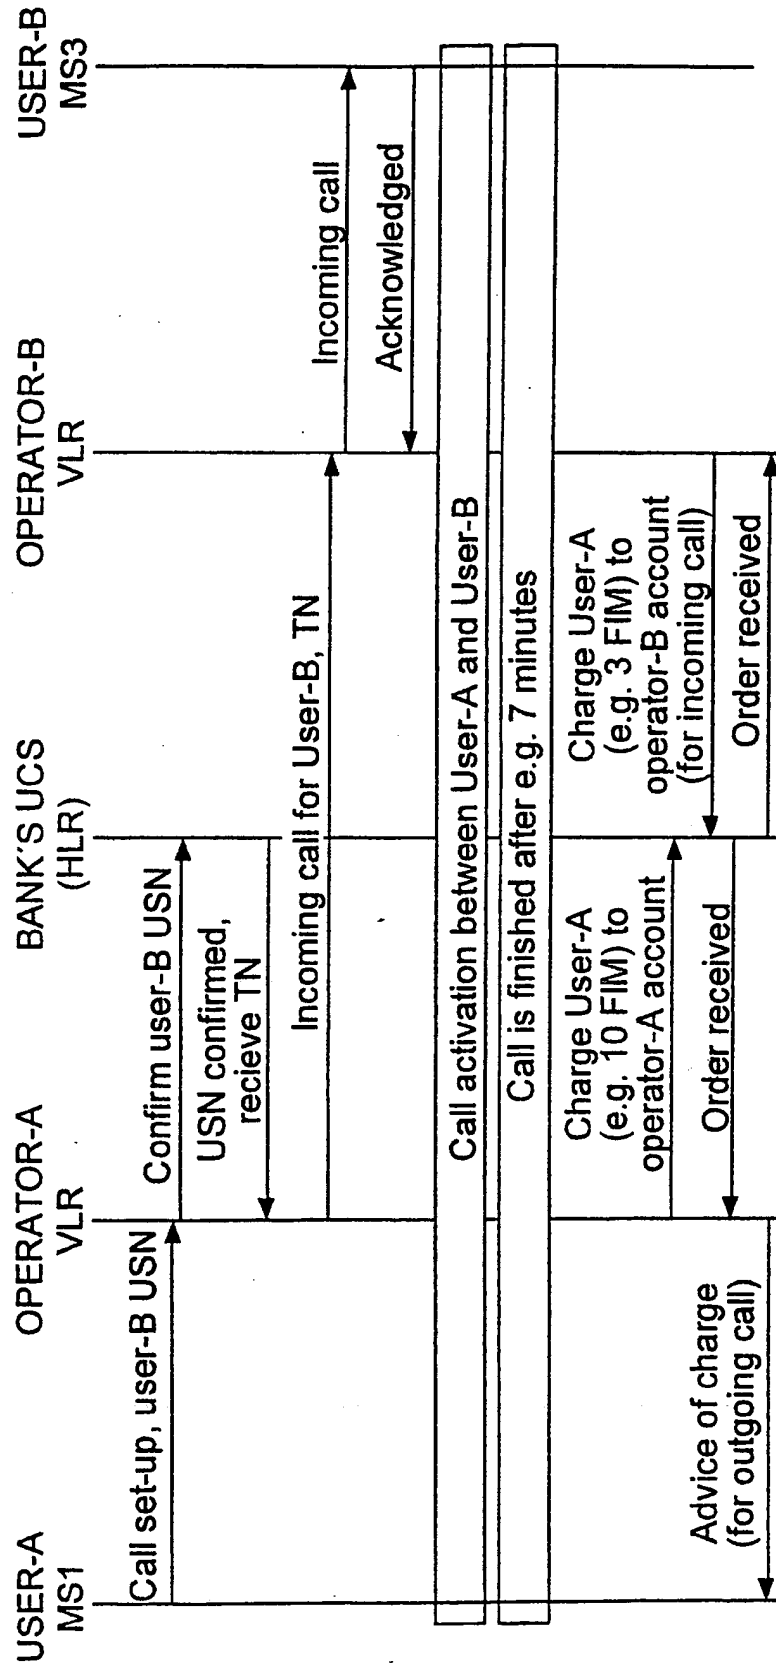 USER-A
MS1
OPERATOR-A
VLR
BANK'S UCS
(HLR)
OPERATOR-B
VLR
USER-B
MS3
Call set-up, user-B USN
Confirm user-B USN
USN confirmed,
recieve TN
Incoming call for User-B, TN
Incoming call
Acknowledged
Call activation between User-A and User-B
Call is finished after e.g. 7 minutes
Charge User-A
(e.g. 10 FIM) to
operator-A account
Order received
Charge User-A
(e.g. 3 FIM) to
operator-B account
(for incoming call)
Order received
Advice of charge
(for outgoing call)